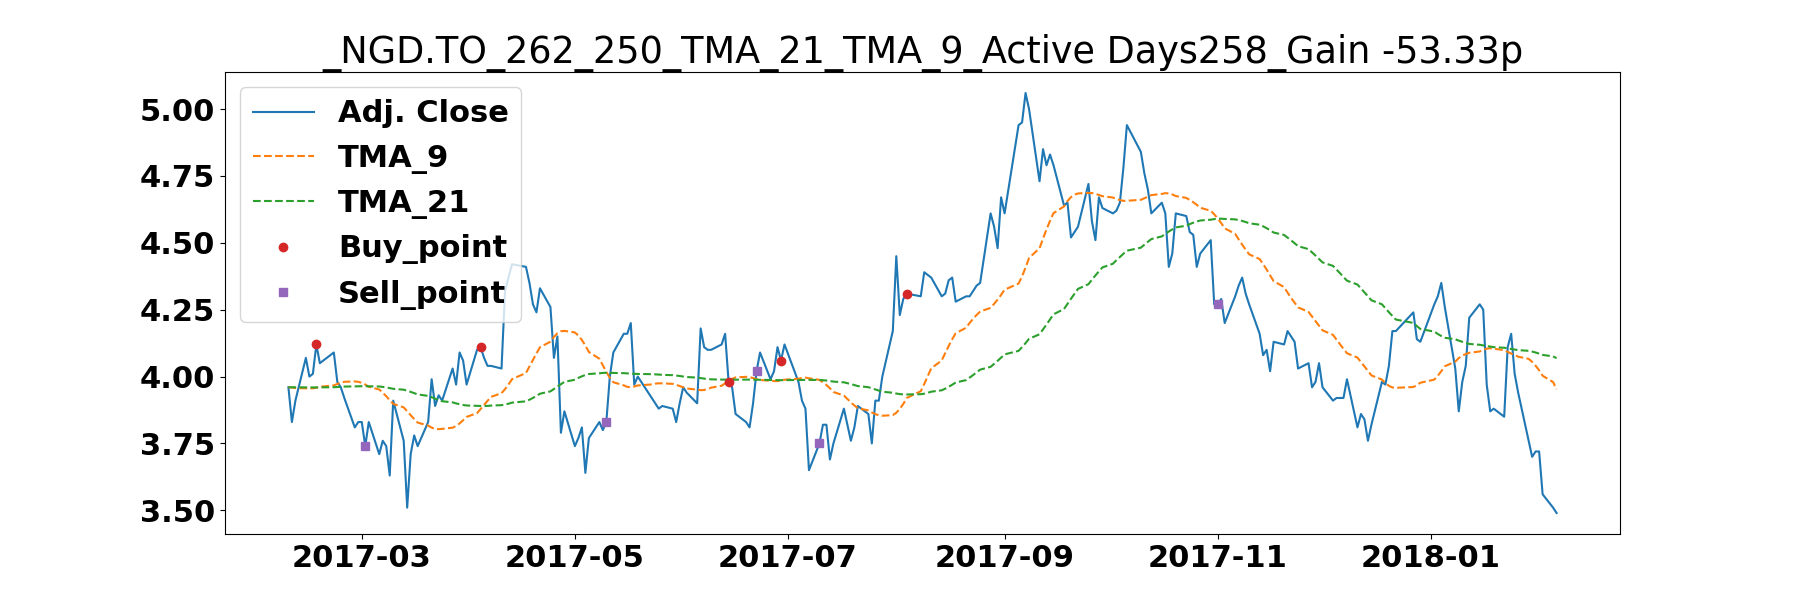 _NGD.TO_262_250_TMA_21_TMA_9_Active Days258_Gain -53.33p
Adj. Close
TMA_9
TMA_21
Buy_point
Sell_point
5.00
4.75
4.50
4.25
4.00
3.75
3.50
2017-03 2017-05 2017-07 2017-09 2017-11 2018-01